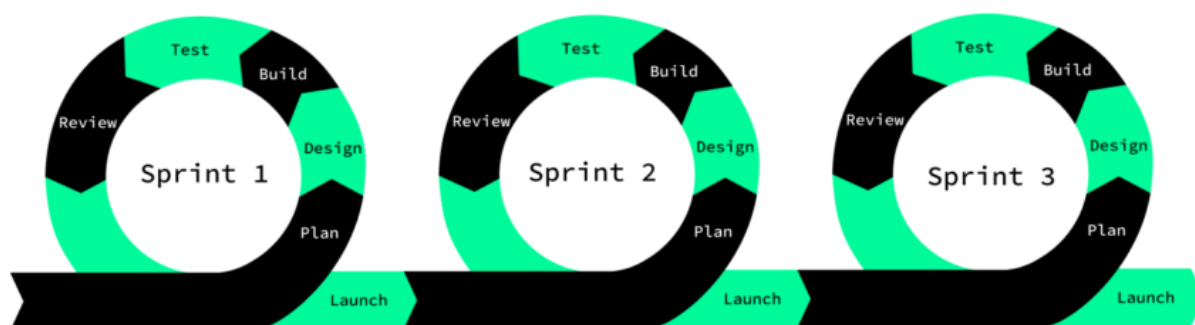 Test
Build
Review
Design
Sprint 1
Plan
Launch
Test
Build
Review
Design
Sprint 2
Plan
Launch
Test
Build
Review
Design
Sprint 3
Plan
Launch